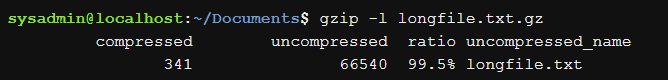 sysadmin@localhost:~/Documents$ gzip -l longfile.txt.gz
compressed uncompressed ratio uncompressed_name
341 66540 99.5% longfile.txt